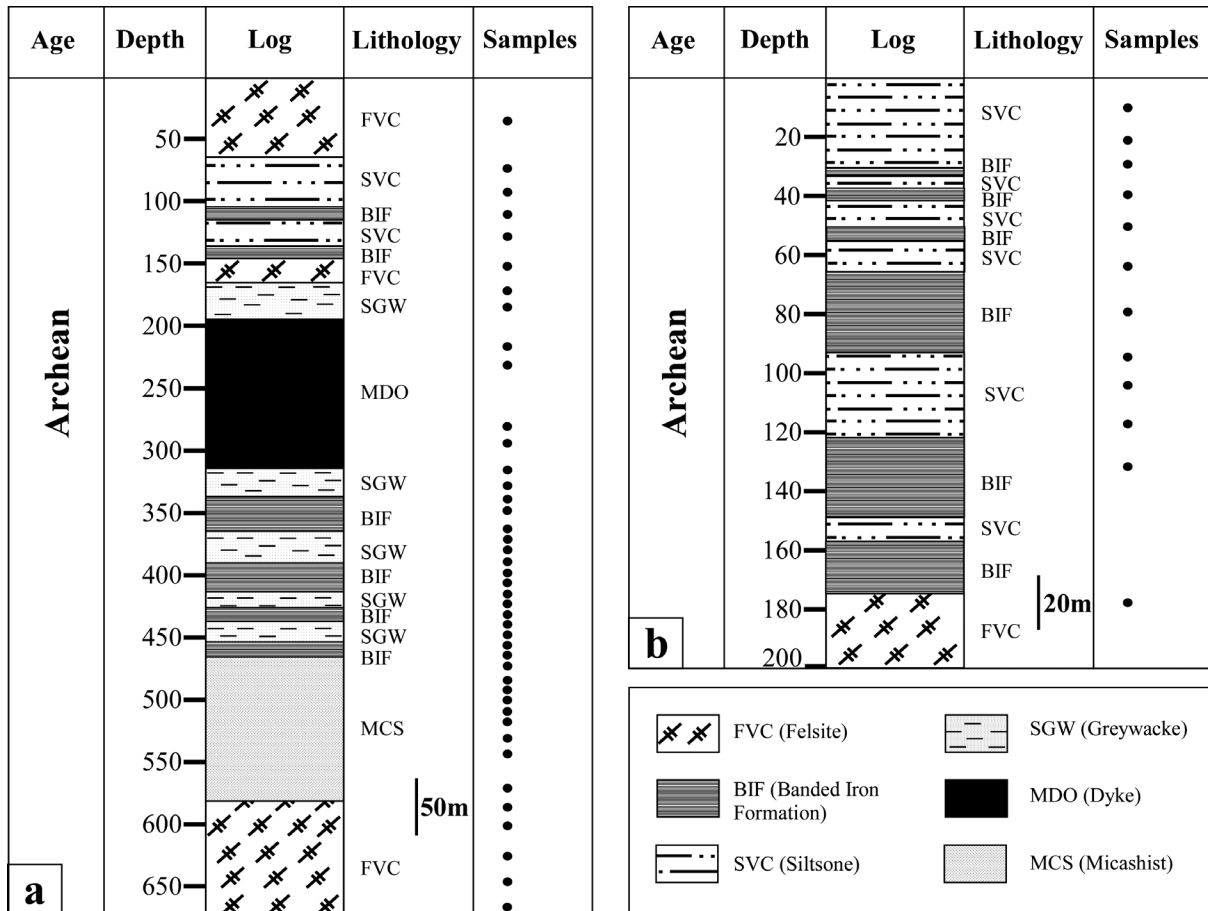 Age Depth Log Lithology Samples
Archean
50
100
150
200
250
300
350
400
450
500
550
600
650
FVC
SVC
BIF
SVC
BIF
FVC
SGW
MDO
SGW
BIF
SGW
BIF
SGW
BIF
SGW
BIF
MCS
FVC
50m
a
Age Depth Log Lithology Samples
Archean
20
40
60
80
100
120
140
160
180
200
SVC
BIF
SVC
BIF
SVC
BIF
SVC
BIF
SVC
BIF
SVC
BIF
FVC
20m
b
FVC (Felsite)
BIF (Banded Iron
Formation)
SVC (Siltsone)
SGW (Greywacke)
MDO (Dyke)
MCS (Micashist)